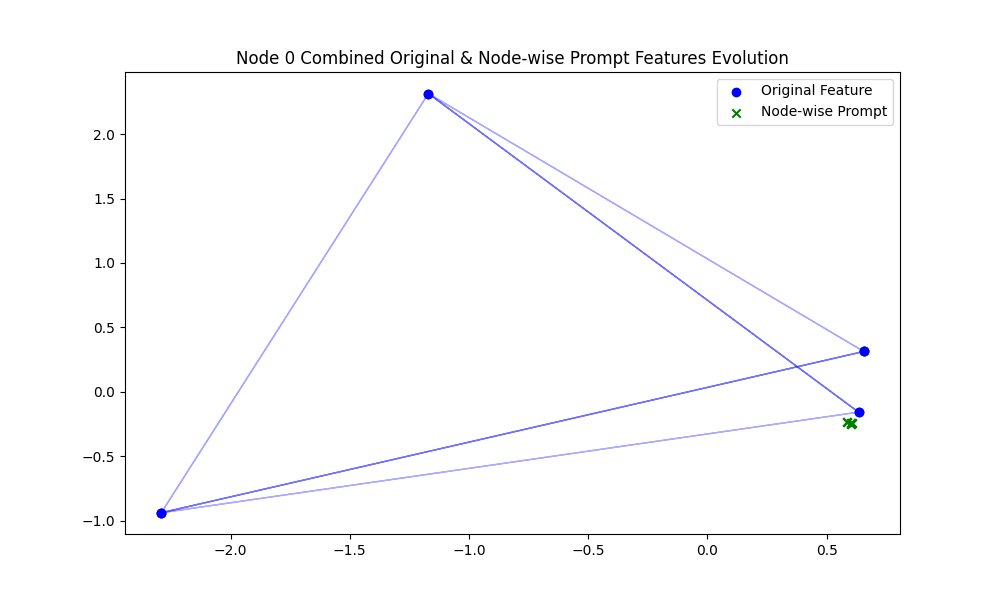 Node 0 Combined Original & Node-wise Prompt Features Evolution
Original Feature
Node-wise Prompt
2.0
1.5
1.0
0.5
0.0
−0.5
−1.0
−2.0 −1.5 −1.0 −0.5 0.0 0.5